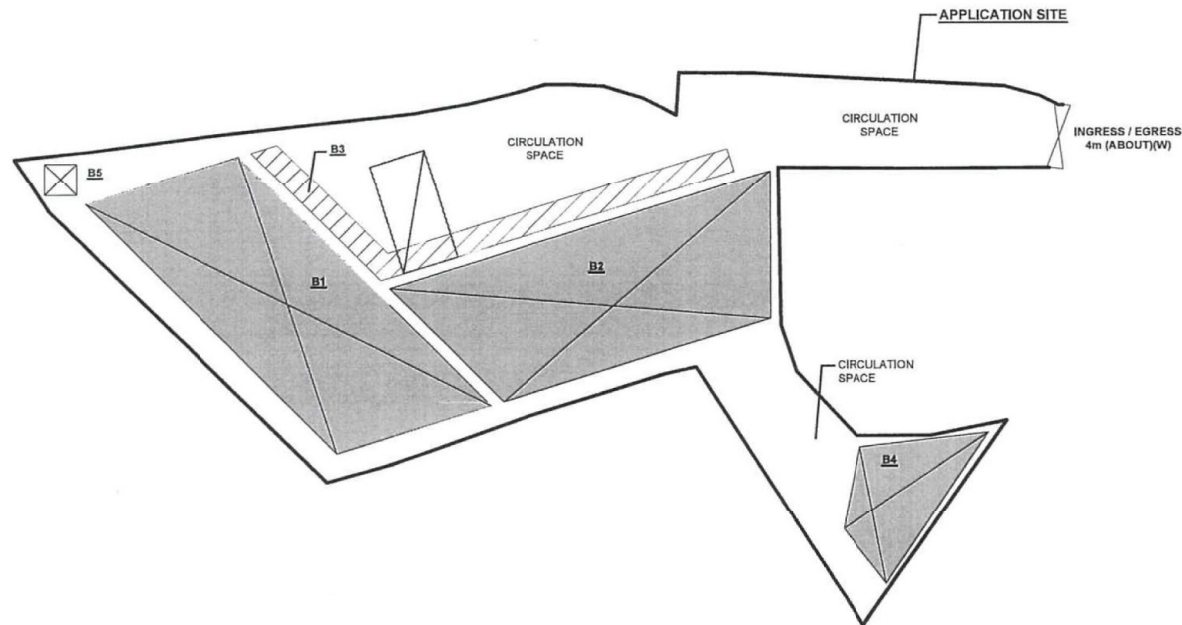 APPLICATION SITE
CIRCULATION
SPACE
INGRESS / EGRESS
4m (ABOUT)(W)
CIRCULATION
SPACE
B3
B5
B2
B1
CIRCULATION
SPACE
B4